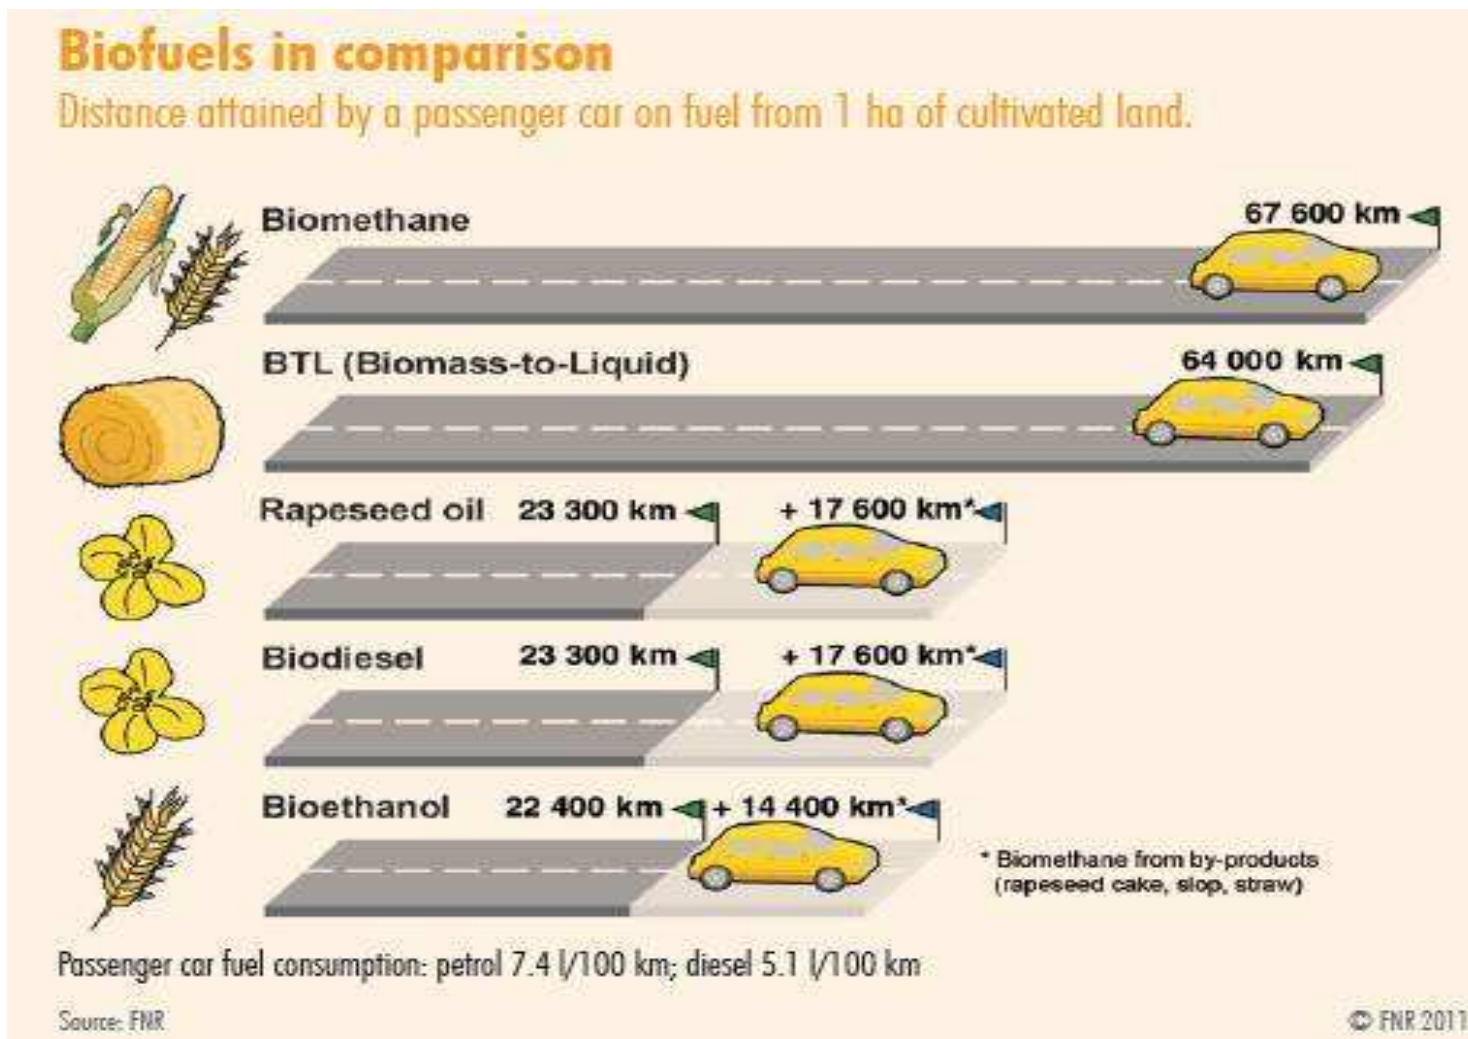 Biofuels in comparison
Distance attained by a passenger car on fuel from 1 ha of cultivated land.
Biomethane
67 600 km
BTL (Biomass-to-Liquid)
64 000 km
Rapeseed oil 23 300 km + 17 600 km*
Biodiesel 23 300 km + 17 600 km*
Bioethanol 22 400 km + 14 400 km*
* Biomethane from by-products
(rapeseed cake, slop, straw)
Passenger car fuel consumption: petrol 7.4 l/100 km; diesel 5.1 l/100 km
Source: FNR
© FNR 2011